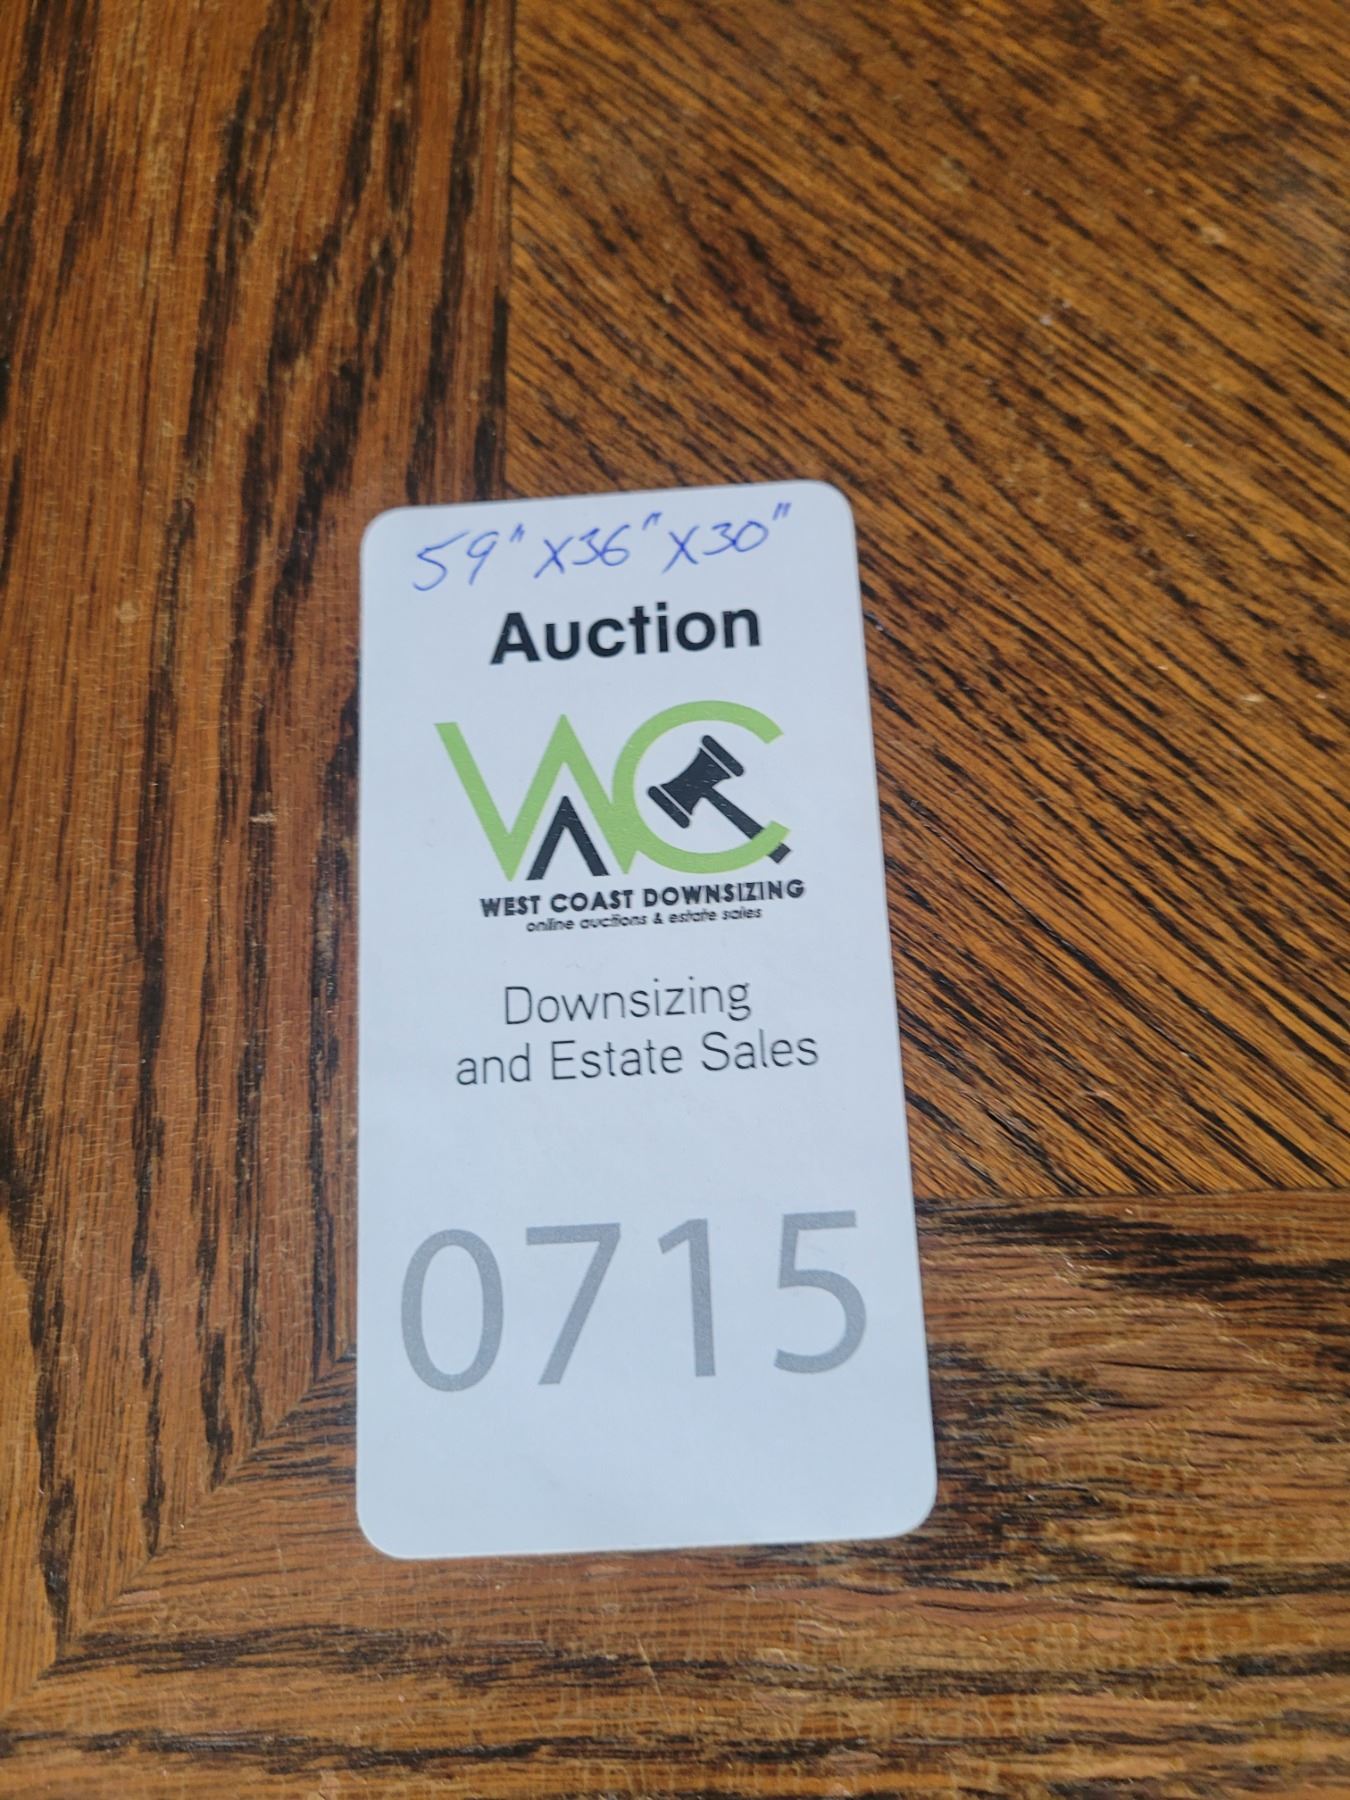 59" X36" X30"
Auction
WC
WEST COAST DOWNSIZING
online auctions & estate sales
Downsizing
and Estate Sales
0715